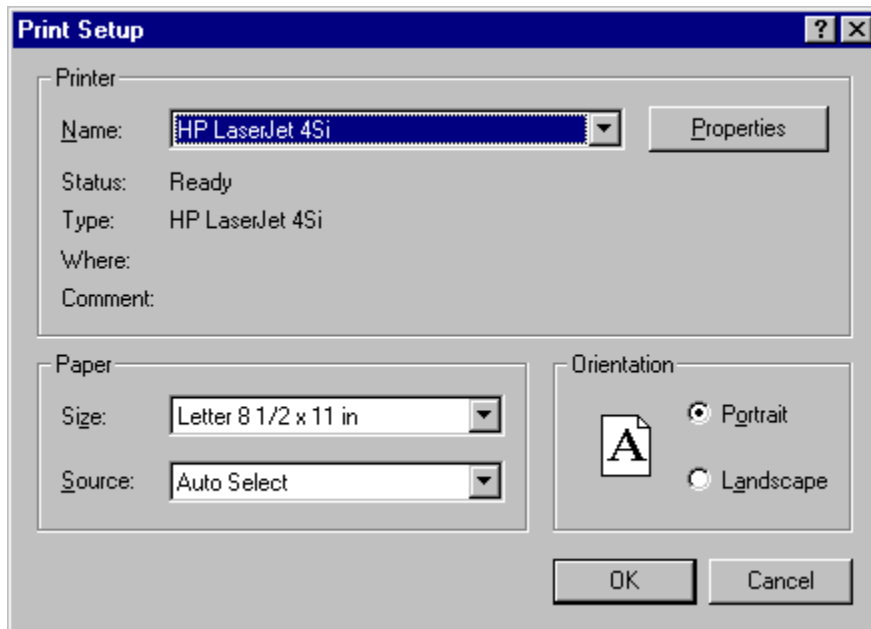 Print Setup
Printer
Name: HP LaserJet 4Si Properties
Status: Ready
Type: HP LaserJet 4Si
Where:
Comment:
Paper
Size: Letter 8 1/2 x 11 in
Source: Auto Select
Orientation
A
Portrait
Landscape
OK Cancel